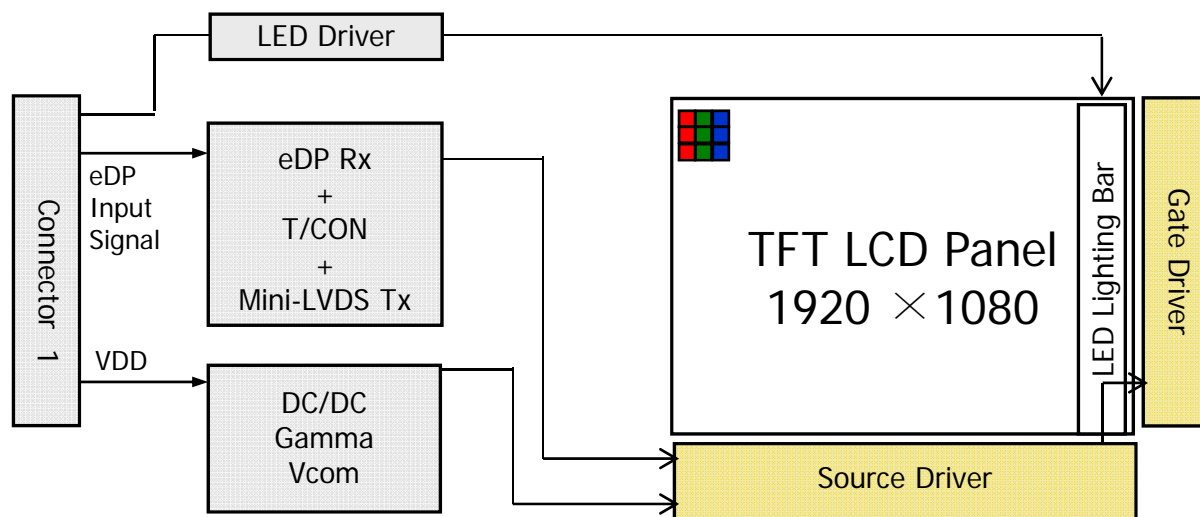 LED Driver
Connector 1
eDP
Input
Signal
eDP Rx
+
T/CON
+
Mini-LVDS Tx
VDD
DC/DC
Gamma
Vcom
TFT LCD Panel
1920 ×1080
LED Lighting Bar
Gate Driver
Source Driver